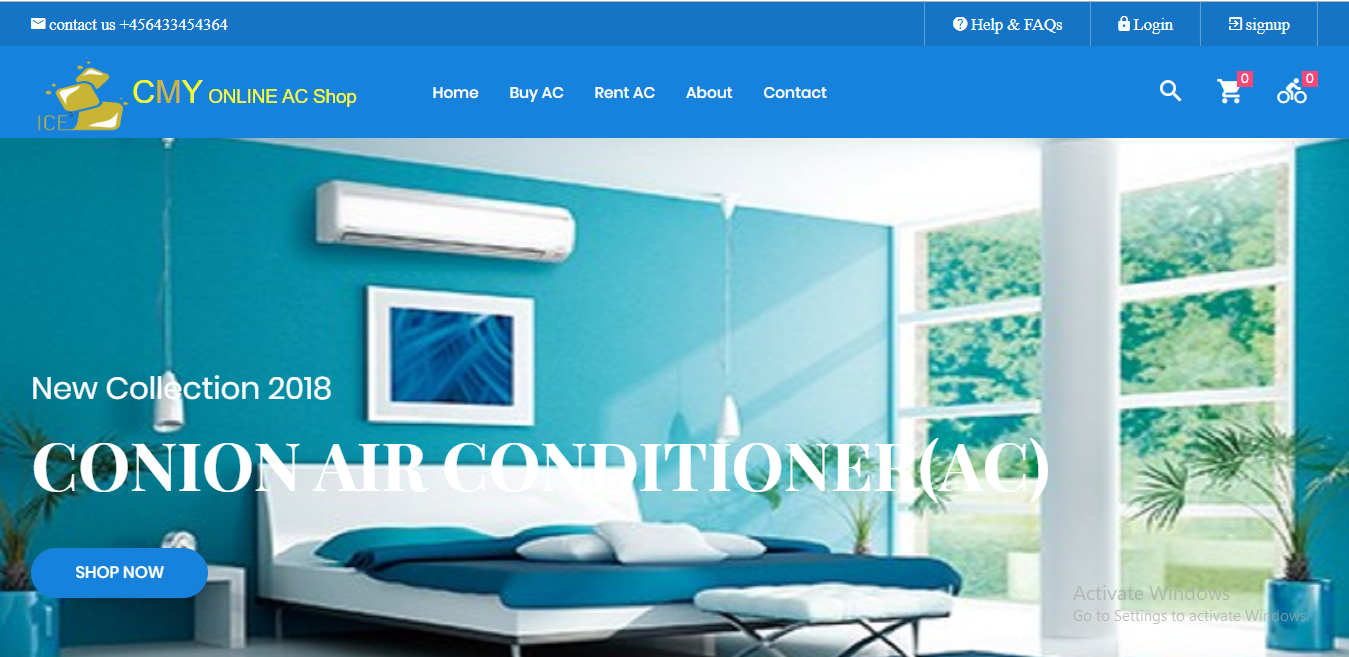 contact us +456433454364
Help & FAQs
Login
signup
ICE
CMY ONLINE AC Shop
Home
Buy AC
Rent AC
About
Contact
0
0
New Collection 2018
CONION AIR CONDITIONER(AC)
SHOP NOW
Activate Windows
Go to Settings to activate Windows.